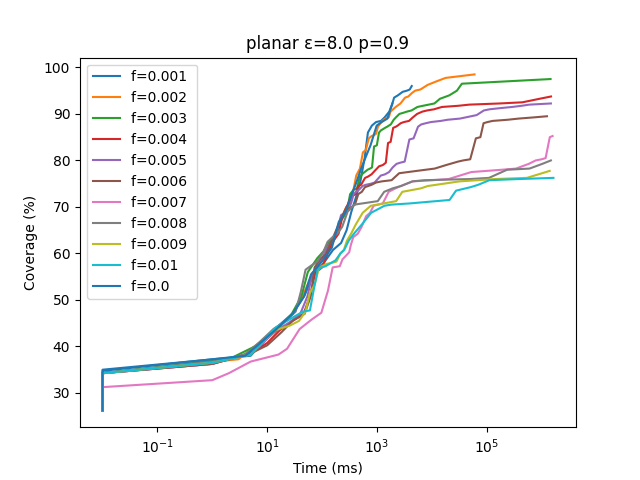 planar ε=8.0 p=0.9
100
90
80
70
60
50
40
30
Coverage (%)
f=0.001
f=0.002
f=0.003
f=0.004
f=0.005
f=0.006
f=0.007
f=0.008
f=0.009
f=0.01
f=0.0
10⁻¹ 10¹ 10³ 10⁵
Time (ms)